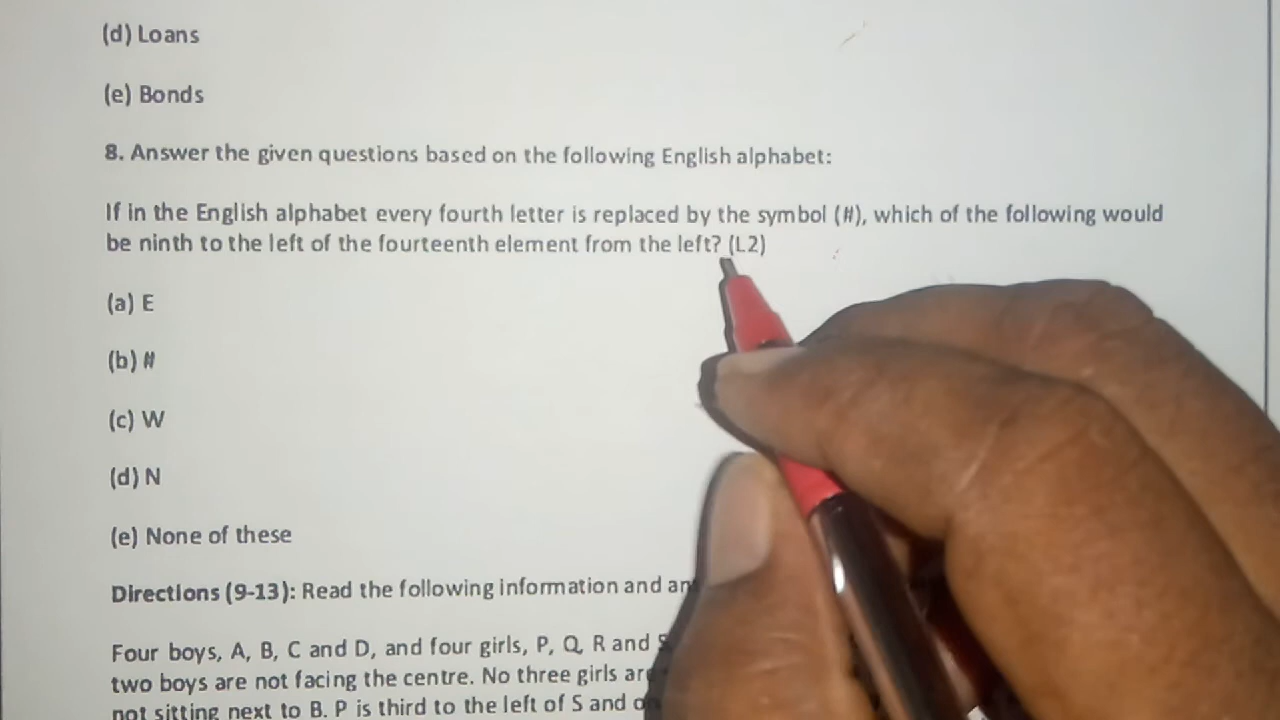 (d) Loans
(e) Bonds
8. Answer the given questions based on the following English alphabet:
If in the English alphabet every fourth letter is replaced by the symbol (#), which of the following would
be ninth to the left of the fourteenth element from the left? (L2)
(a) E
(b) #
(c) W
(d) N
(e) None of these
Directions (9-13): Read the following information and
Four boys, A, B, C and D, and four girls, P, Q, R and S
two boys are not facing the centre. No three girls are
not sitting next to B. P is third to the left of S and